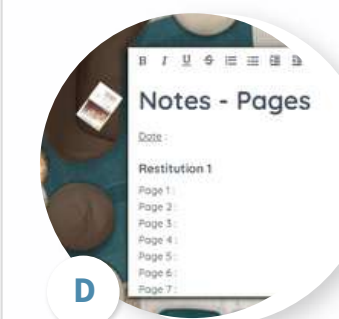 B I U S
Notes - Pages
Date :
Restitution 1
Page 1 :
Page 2 :
Page 3 :
Page 4 :
Page 5 :
Page 6 :
Page 7 :
D